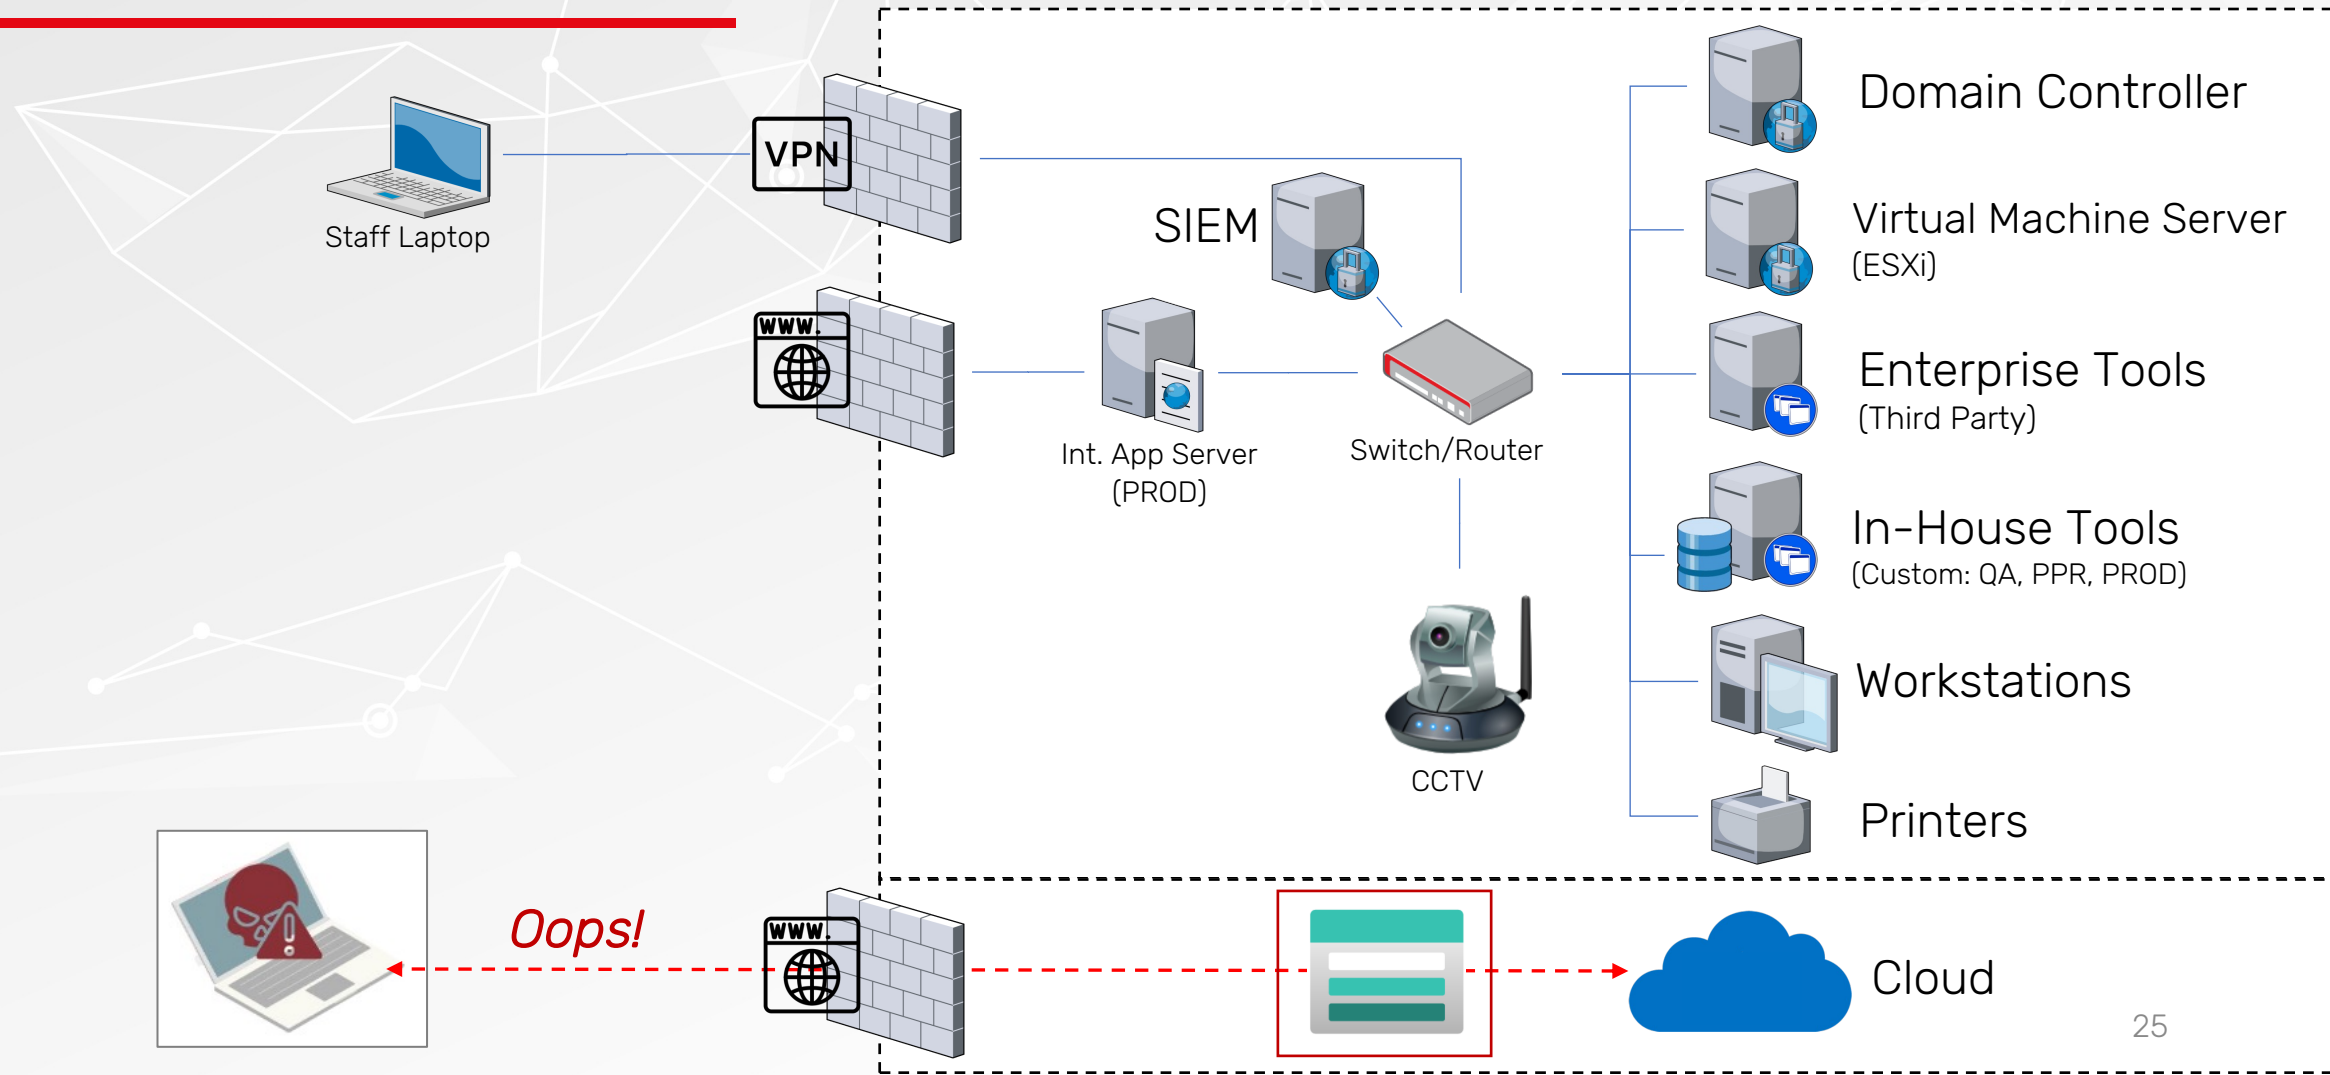 Domain Controller
VPN
Staff Laptop
SIEM
Virtual Machine Server
(ESXi)
WWW.
Enterprise Tools
(Third Party)
Int. App Server
(PROD)
Switch/Router
In-House Tools
(Custom: QA, PPR, PROD)
Workstations
CCTV
Printers
Oops!
WWW.
Cloud
25